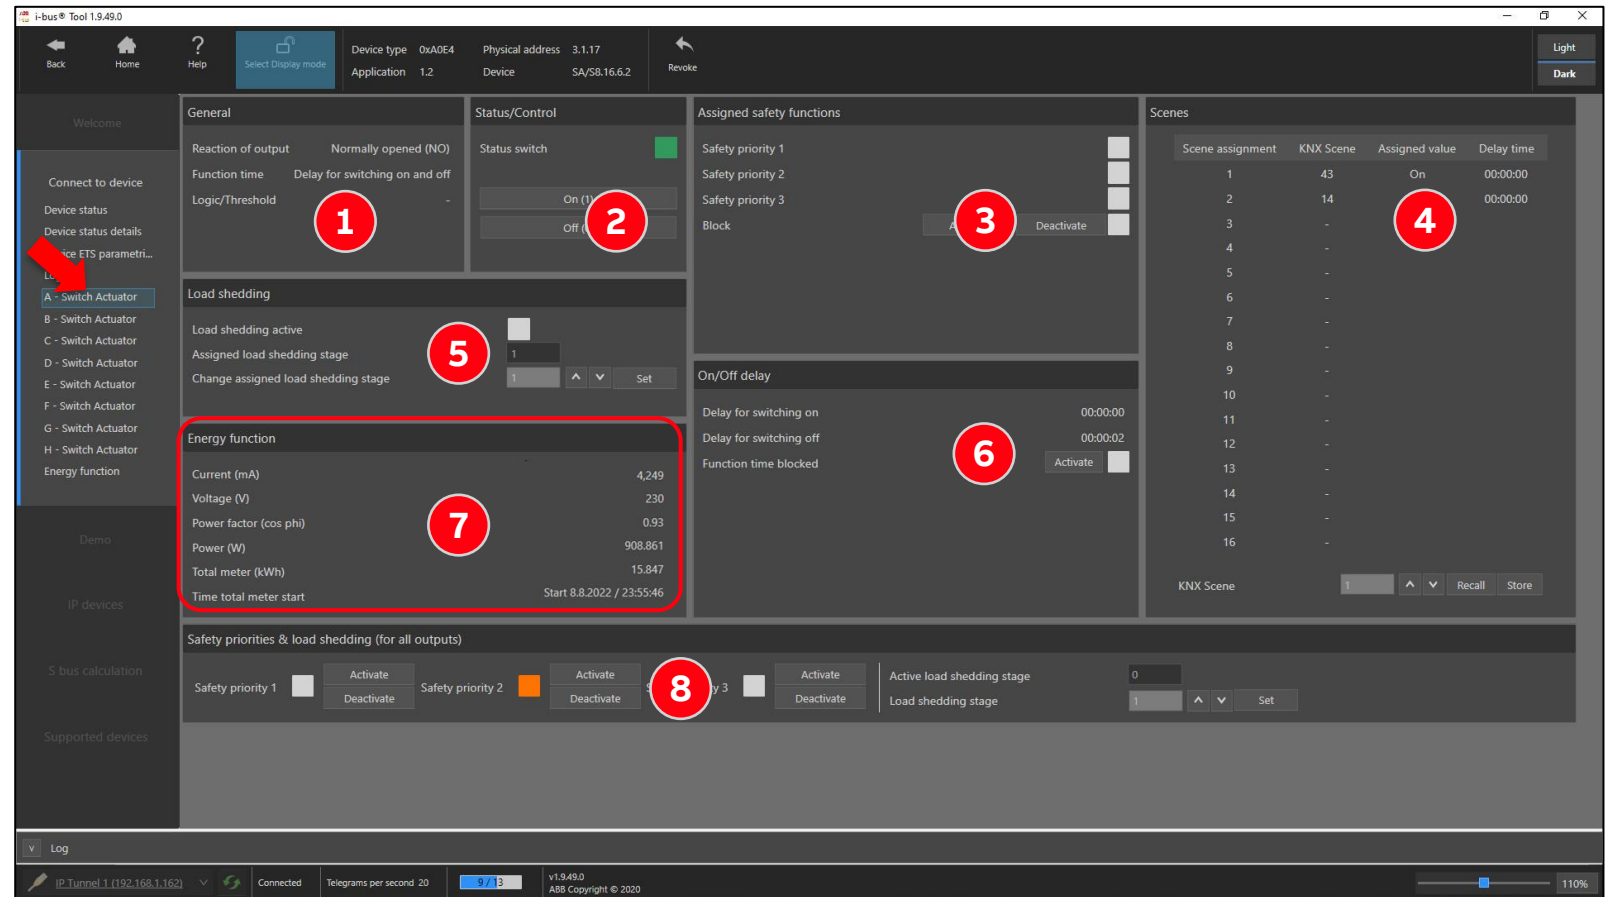 i-bus® Tool 1.9.49.0
Back
Home
Help
Select Display mode
Device type 0xA0E4
Application 1.2
Physical address 3.1.17
Device SA/S8.16.6.2
Revoke
Light
Dark
Welcome
Connect to device
Device status
Device status details
ice ETS parametri...
A - Switch Actuator
B - Switch Actuator
C - Switch Actuator
D - Switch Actuator
E - Switch Actuator
F - Switch Actuator
G - Switch Actuator
H - Switch Actuator
Energy function
Demo
IP devices
S bus calculation
Supported devices
General
Reaction of output Normally opened (NO)
Function time Delay for switching on and off
Logic/Threshold -
1
Status/Control
Status switch
On (1)
Off (
2
Assigned safety functions
Safety priority 1
Safety priority 2
Safety priority 3
Block A Deactivate
3
Scenes
Scene assignment KNX Scene Assigned value Delay time
1 43 On 00:00:00
2 14 00:00:00
3 -
4 -
5 -
6 -
7 -
8 -
9 -
10 -
11 -
12 -
13 -
14 -
15 -
16 -
4
KNX Scene 1 Recall Store
Load shedding
Load shedding active
Assigned load shedding stage 1
Change assigned load shedding stage 1 Set
5
On/Off delay
Delay for switching on 00:00:00
Delay for switching off 00:00:02
Function time blocked Activate
6
Energy function
Current (mA) 4,249
Voltage (V) 230
Power factor (cos phi) 0.93
Power (W) 908.861
Total meter (kWh) 15.847
Time total meter start Start 8.8.2022 / 23:55:46
7
Safety priorities & load shedding (for all outputs)
Safety priority 1 Activate Deactivate
Safety priority 2 Activate Deactivate
S y 3 Activate Deactivate
8
Active load shedding stage 0
Load shedding stage 1 Set
v Log
IP Tunnel 1 (192.168.1.162)
Connected
Telegrams per second 20
9 / 13
v1.9.49.0
ABB Copyright © 2020
110%